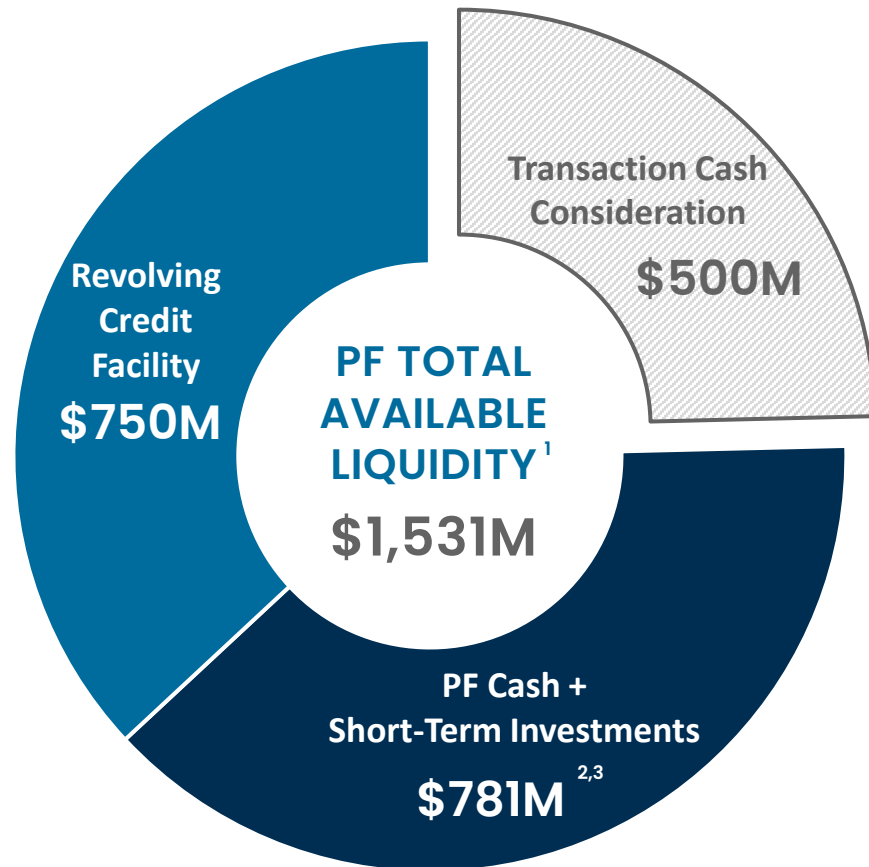 Transaction Cash
Consideration
$500M
Revolving
Credit
Facility
$750M
PF TOTAL
AVAILABLE
LIQUIDITY 1
$1,531M
PF Cash +
Short-Term Investments
$781M 2,3